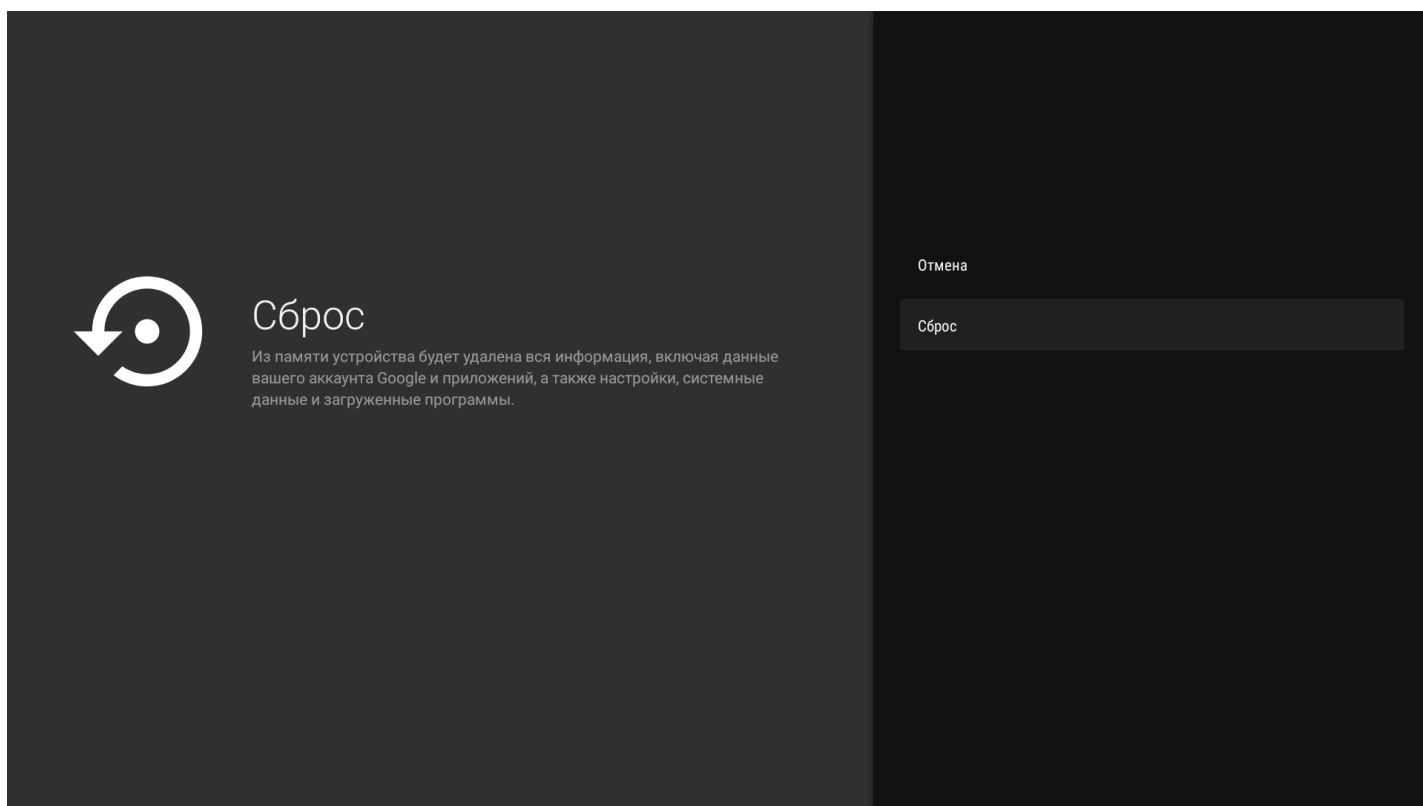 Сброс
Из памяти устройства будет удалена вся информация, включая данные
вашего аккаунта Google и приложений, а также настройки, системные
данные и загруженные программы.
Отмена
Сброс